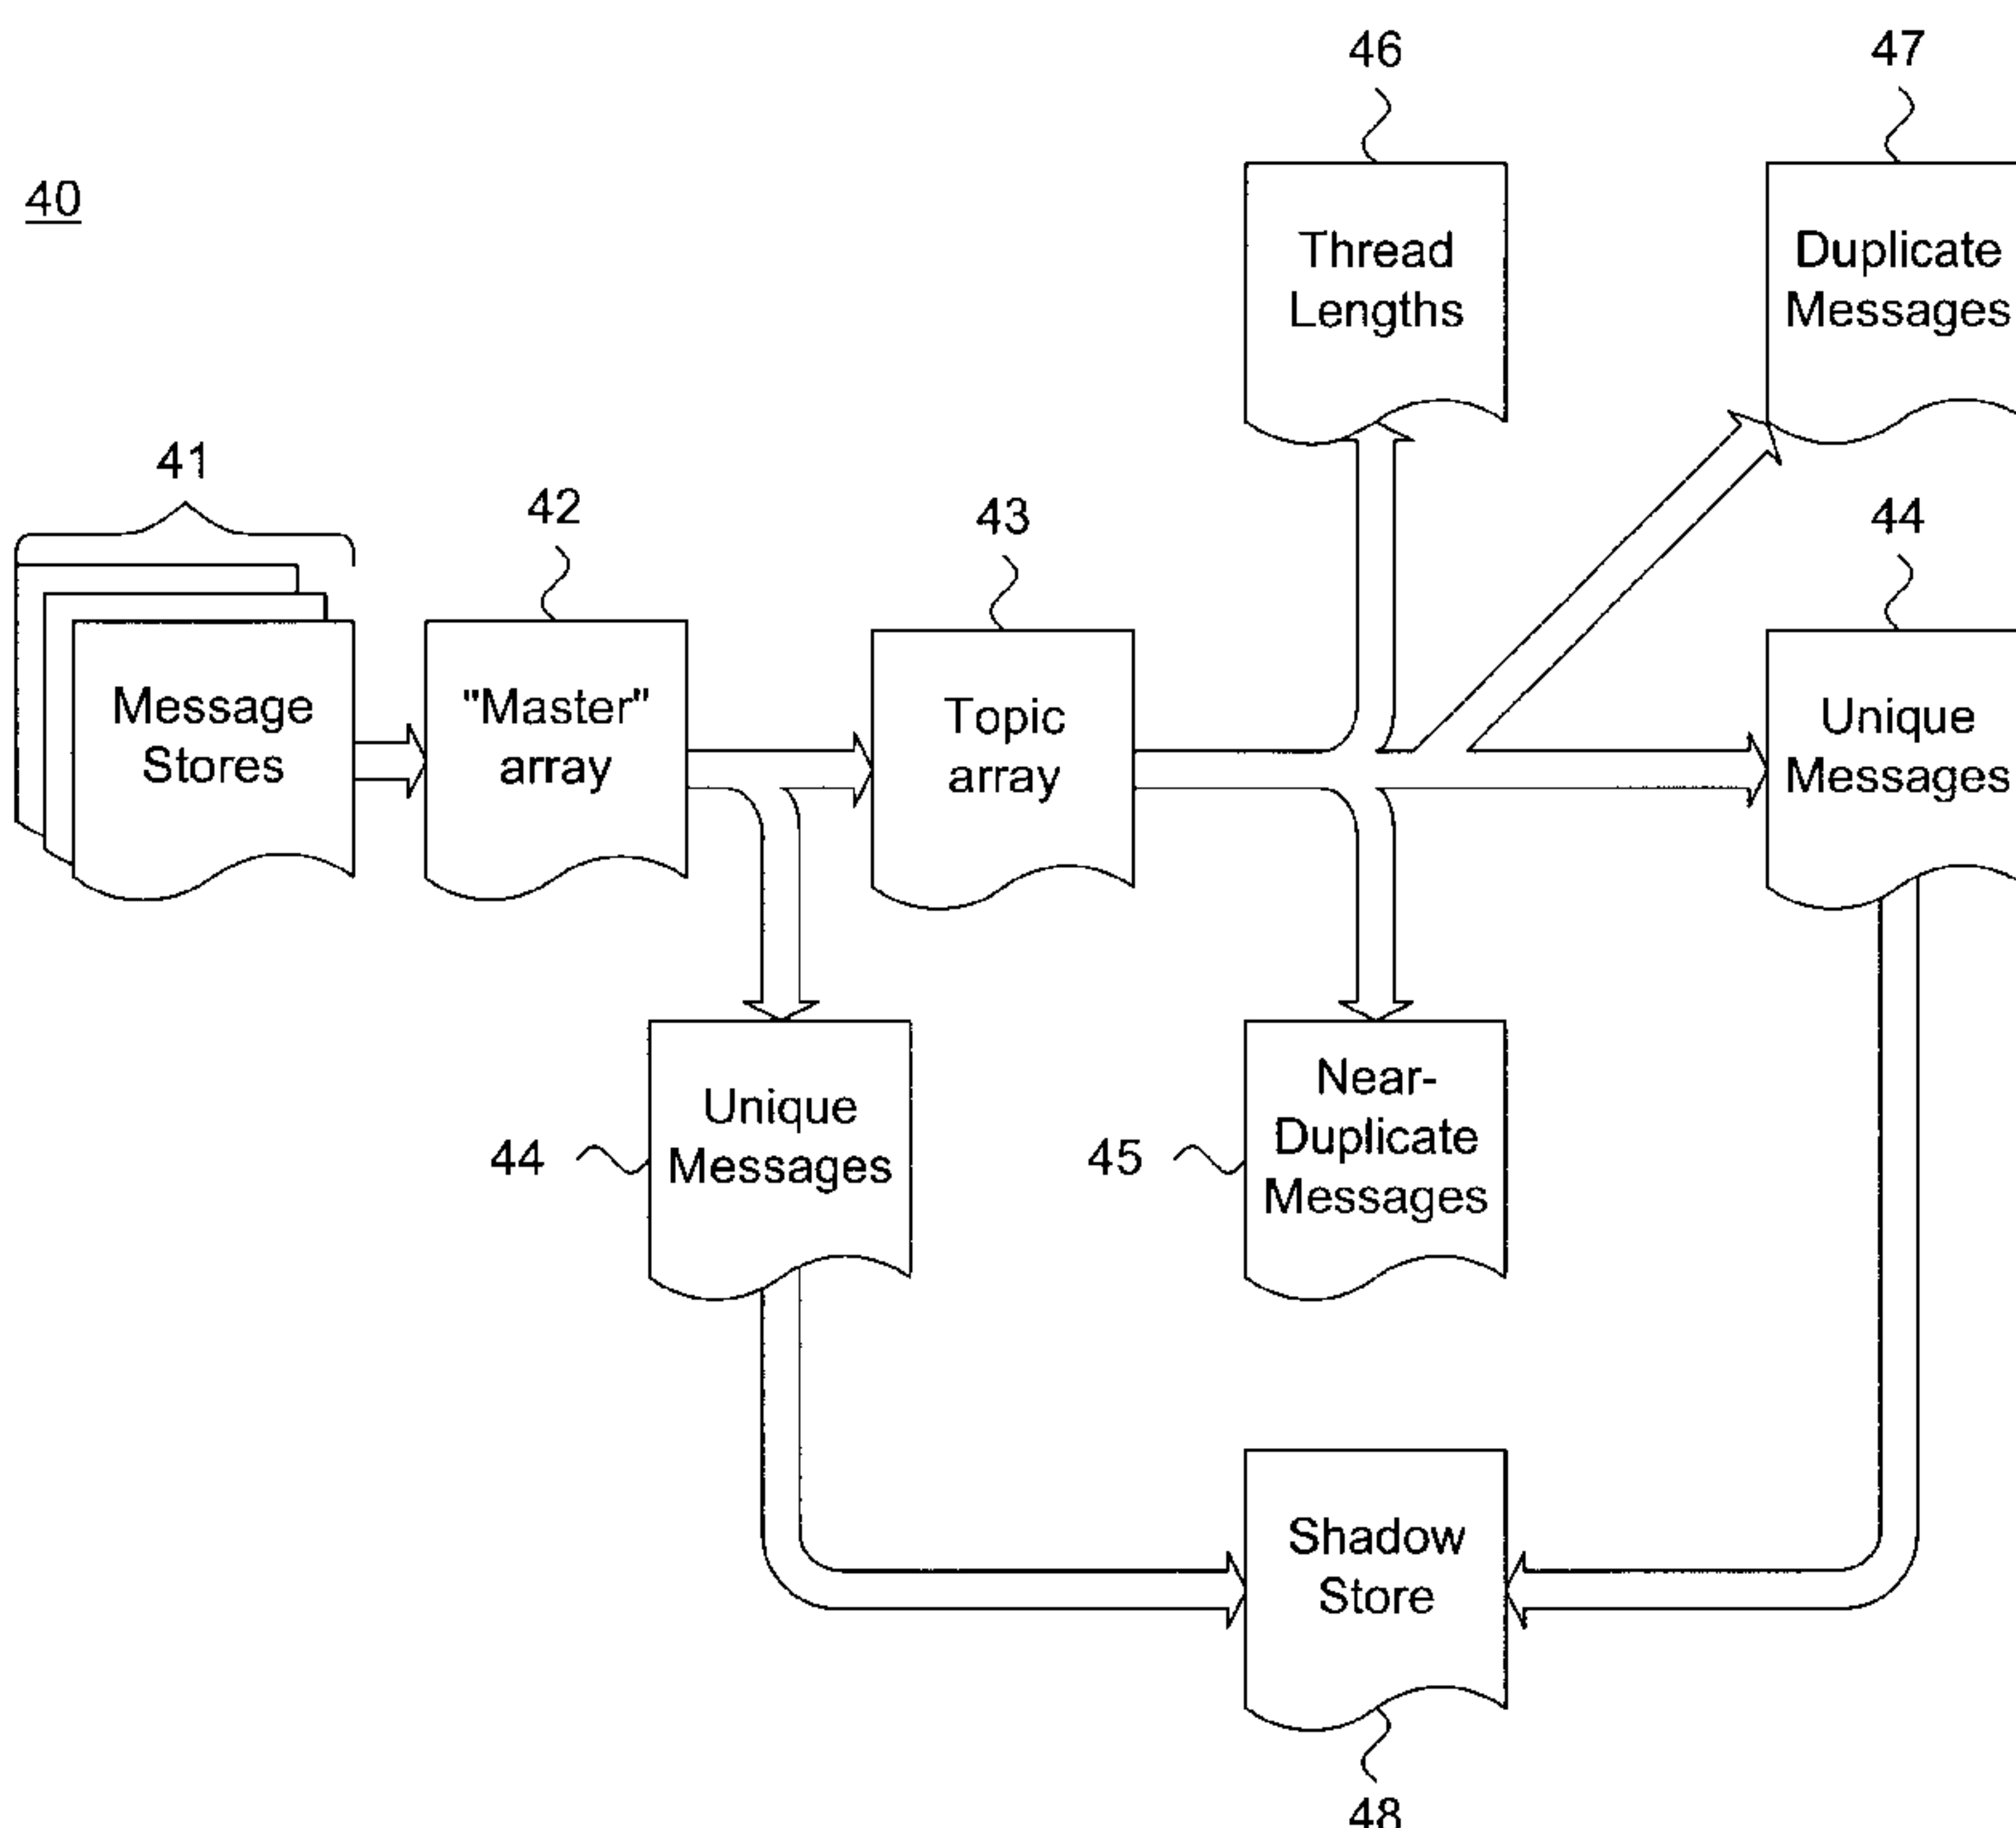 46
47
40
Thread
Lengths
Duplicate
Messages
41
42
43
44
Message
Stores
"Master"
array
Topic
array
Unique
Messages
44
Unique
Messages
45
Near-
Duplicate
Messages
Shadow
Store
48